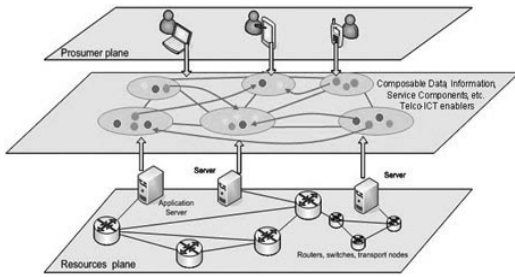 Prosumer plane
Composable Data, Information,
Service Components, etc.
Telco-ICT enablers
Server
Server
Application
Server
Routers, switches, transport nodes
Resources plane